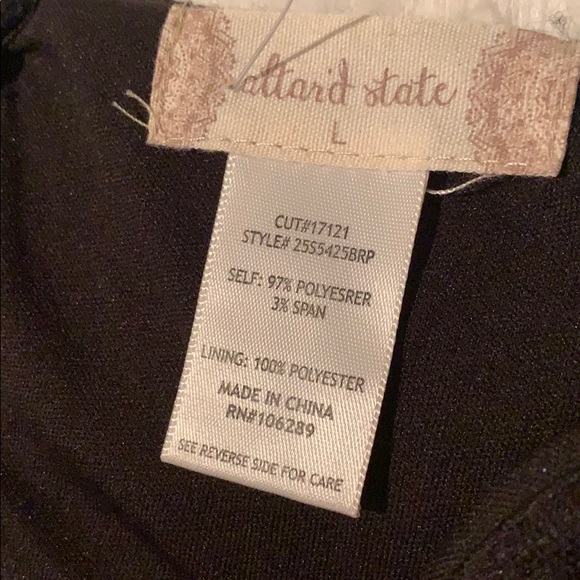 altar'd state
L
CUT#17121
STYLE# 25S5425BRP
SELF: 97% POLYESRER
3% SPAN
LINING: 100% POLYESTER
MADE IN CHINA
RN#106289
SEE REVERSE SIDE FOR CARE